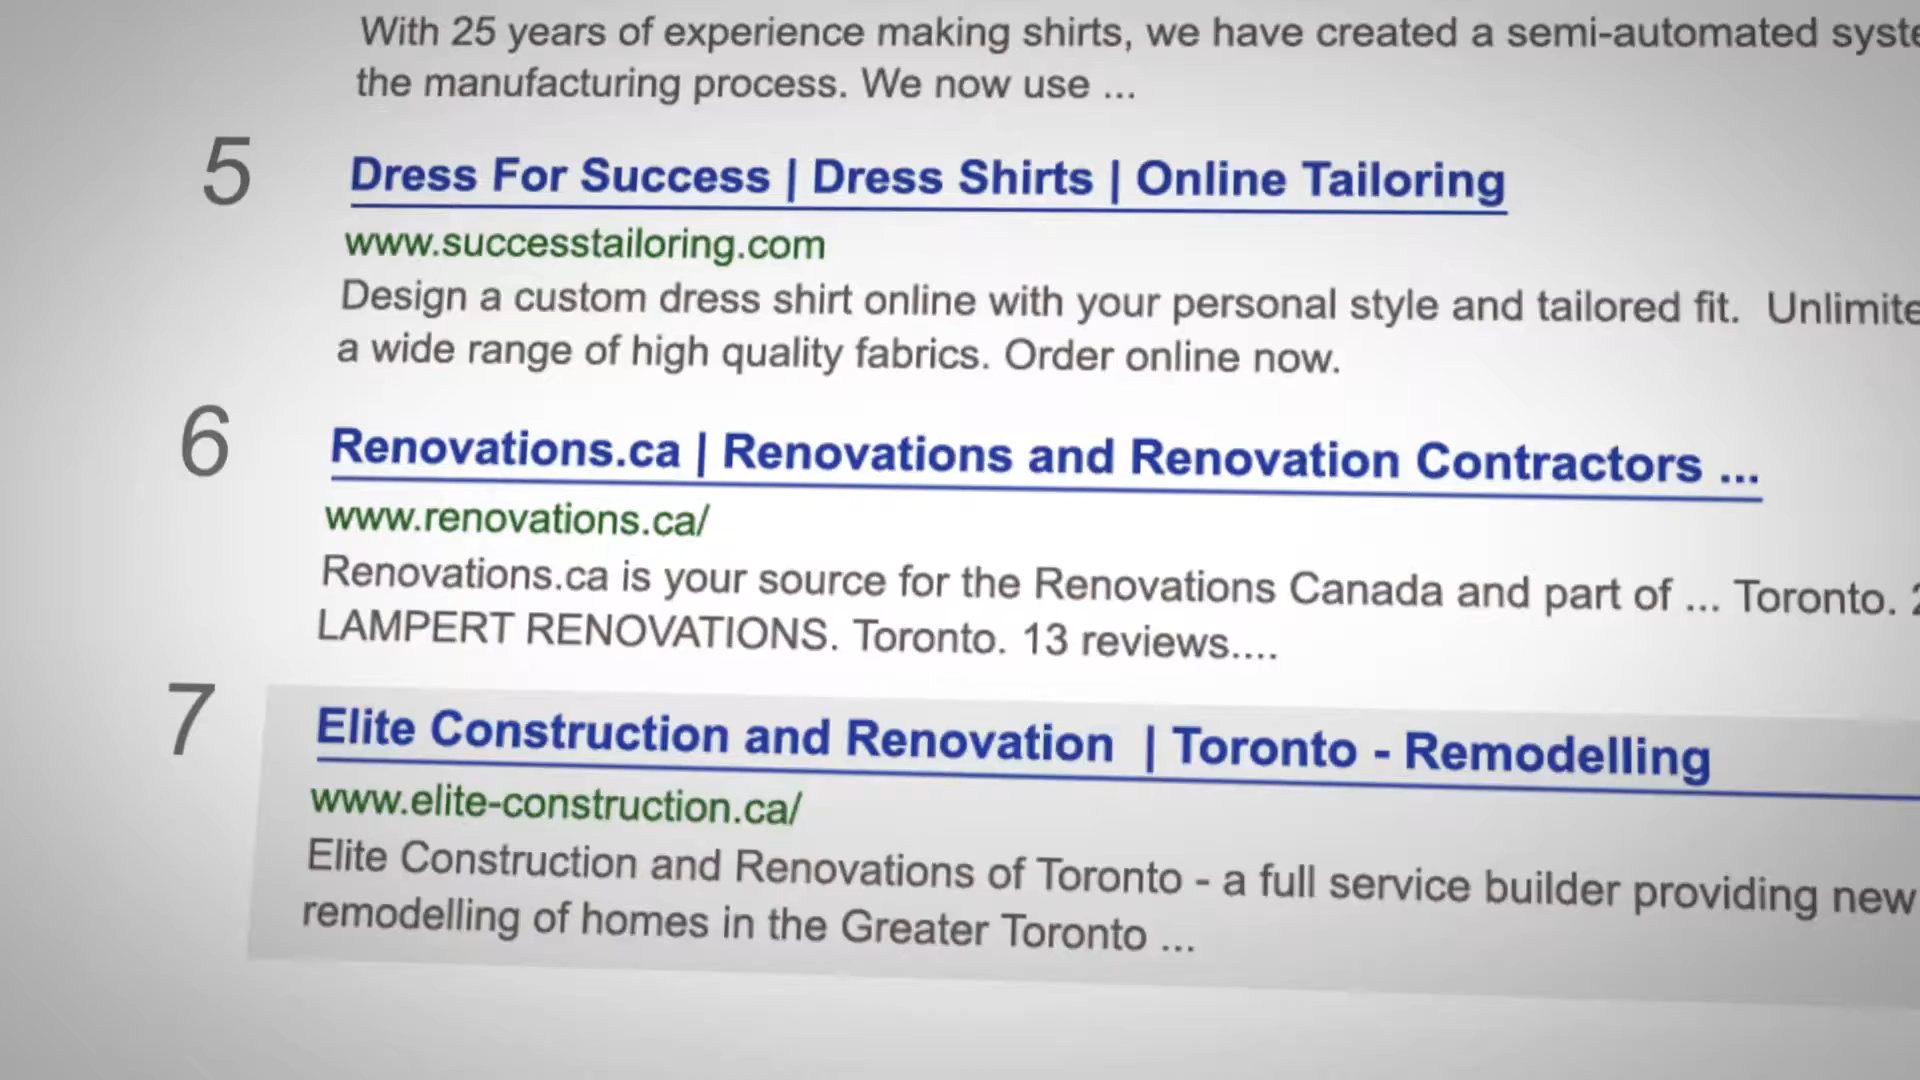 With 25 years of experience making shirts, we have created a semi-automated
the manufacturing process. We now use ...
5
Dress For Success | Dress Shirts | Online Tailoring
www.successtailoring.com
Design a custom dress shirt online with your personal style and tailored fit. 
a wide range of high quality fabrics. Order online now.
6
Renovations.ca | Renovations and Renovation Contractors ...
www.renovations.ca/
Renovations.ca is your source for the Renovations Canada and part of ... Toronto.
LAMPERT RENOVATIONS. Toronto. 13 reviews....
7
Elite Construction and Renovation | Toronto - Remodelling
www.elite-construction.ca/
Elite Construction and Renovations of Toronto - a full service builder providing new
remodelling of homes in the Greater Toronto ...